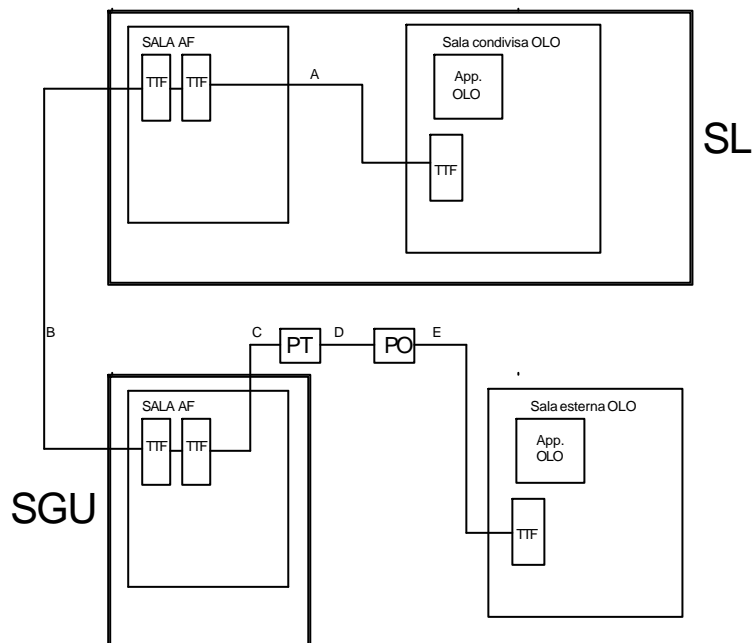 SALA AF
TTF
TTF
A
Sala condivisa OLO
App.
OLO
TTF
SL
B
C
PT
D
PO
E
SALA AF
TTF
TTF
SGU
Sala esterna OLO
App.
OLO
TTF